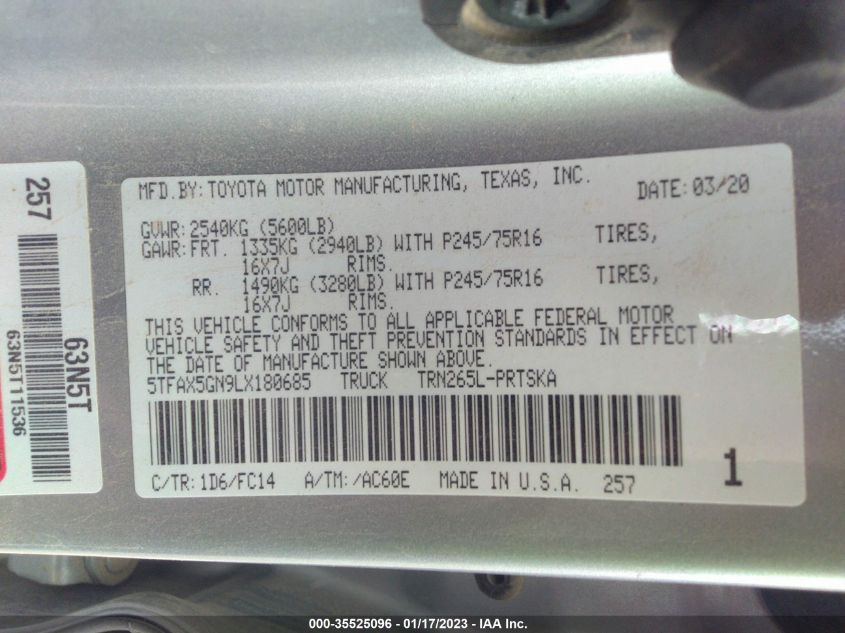 257
63N5T11536
63N5T
MFD.BY:TOYOTA MOTOR MANUFACTURING, TEXAS, INC. DATE:03/20
GVWR:2540KG (5600LB)
GAWR:FRT. 1335KG (2940LB) WITH P245/75R16 TIRES,
16X7J RIMS.
RR. 1490KG (3280LB) WITH P245/75R16 TIRES,
16X7J RIMS.
THIS VEHICLE CONFORMS TO ALL APPLICABLE FEDERAL MOTOR
VEHICLE SAFETY AND THEFT PREVENTION STANDARDS IN EFFECT ON
THE DATE OF MANUFACTURE SHOWN ABOVE.
5TFAX5GN9LX180685 TRUCK TRN265L-PRTSKA
C/TR:1D6/FC14 A/TM:/AC60E MADE IN U.S.A. 257 1
000-35525096 - 01/17/2023 - IAA Inc.